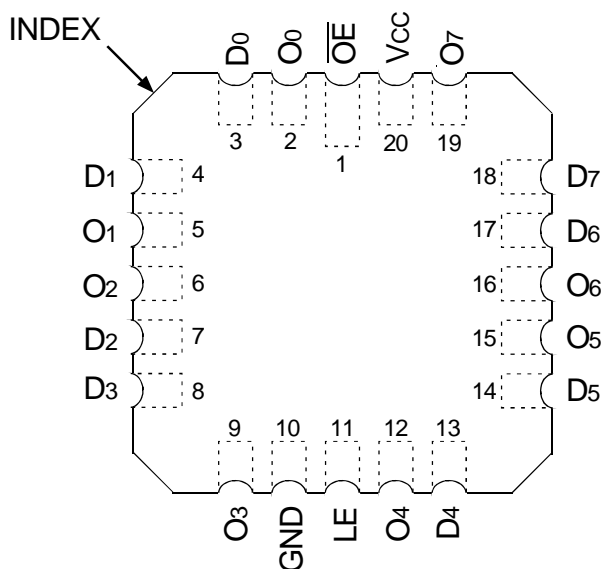 INDEX
D0 O0 O̅E̅ VCC O7
3 2 1 20 19
D1 4 18 D7
O1 5 17 D6
O2 6 16 O6
D2 7 15 O5
D3 8 14 D5
9 10 11 12 13
O3 GND LE O4 D4